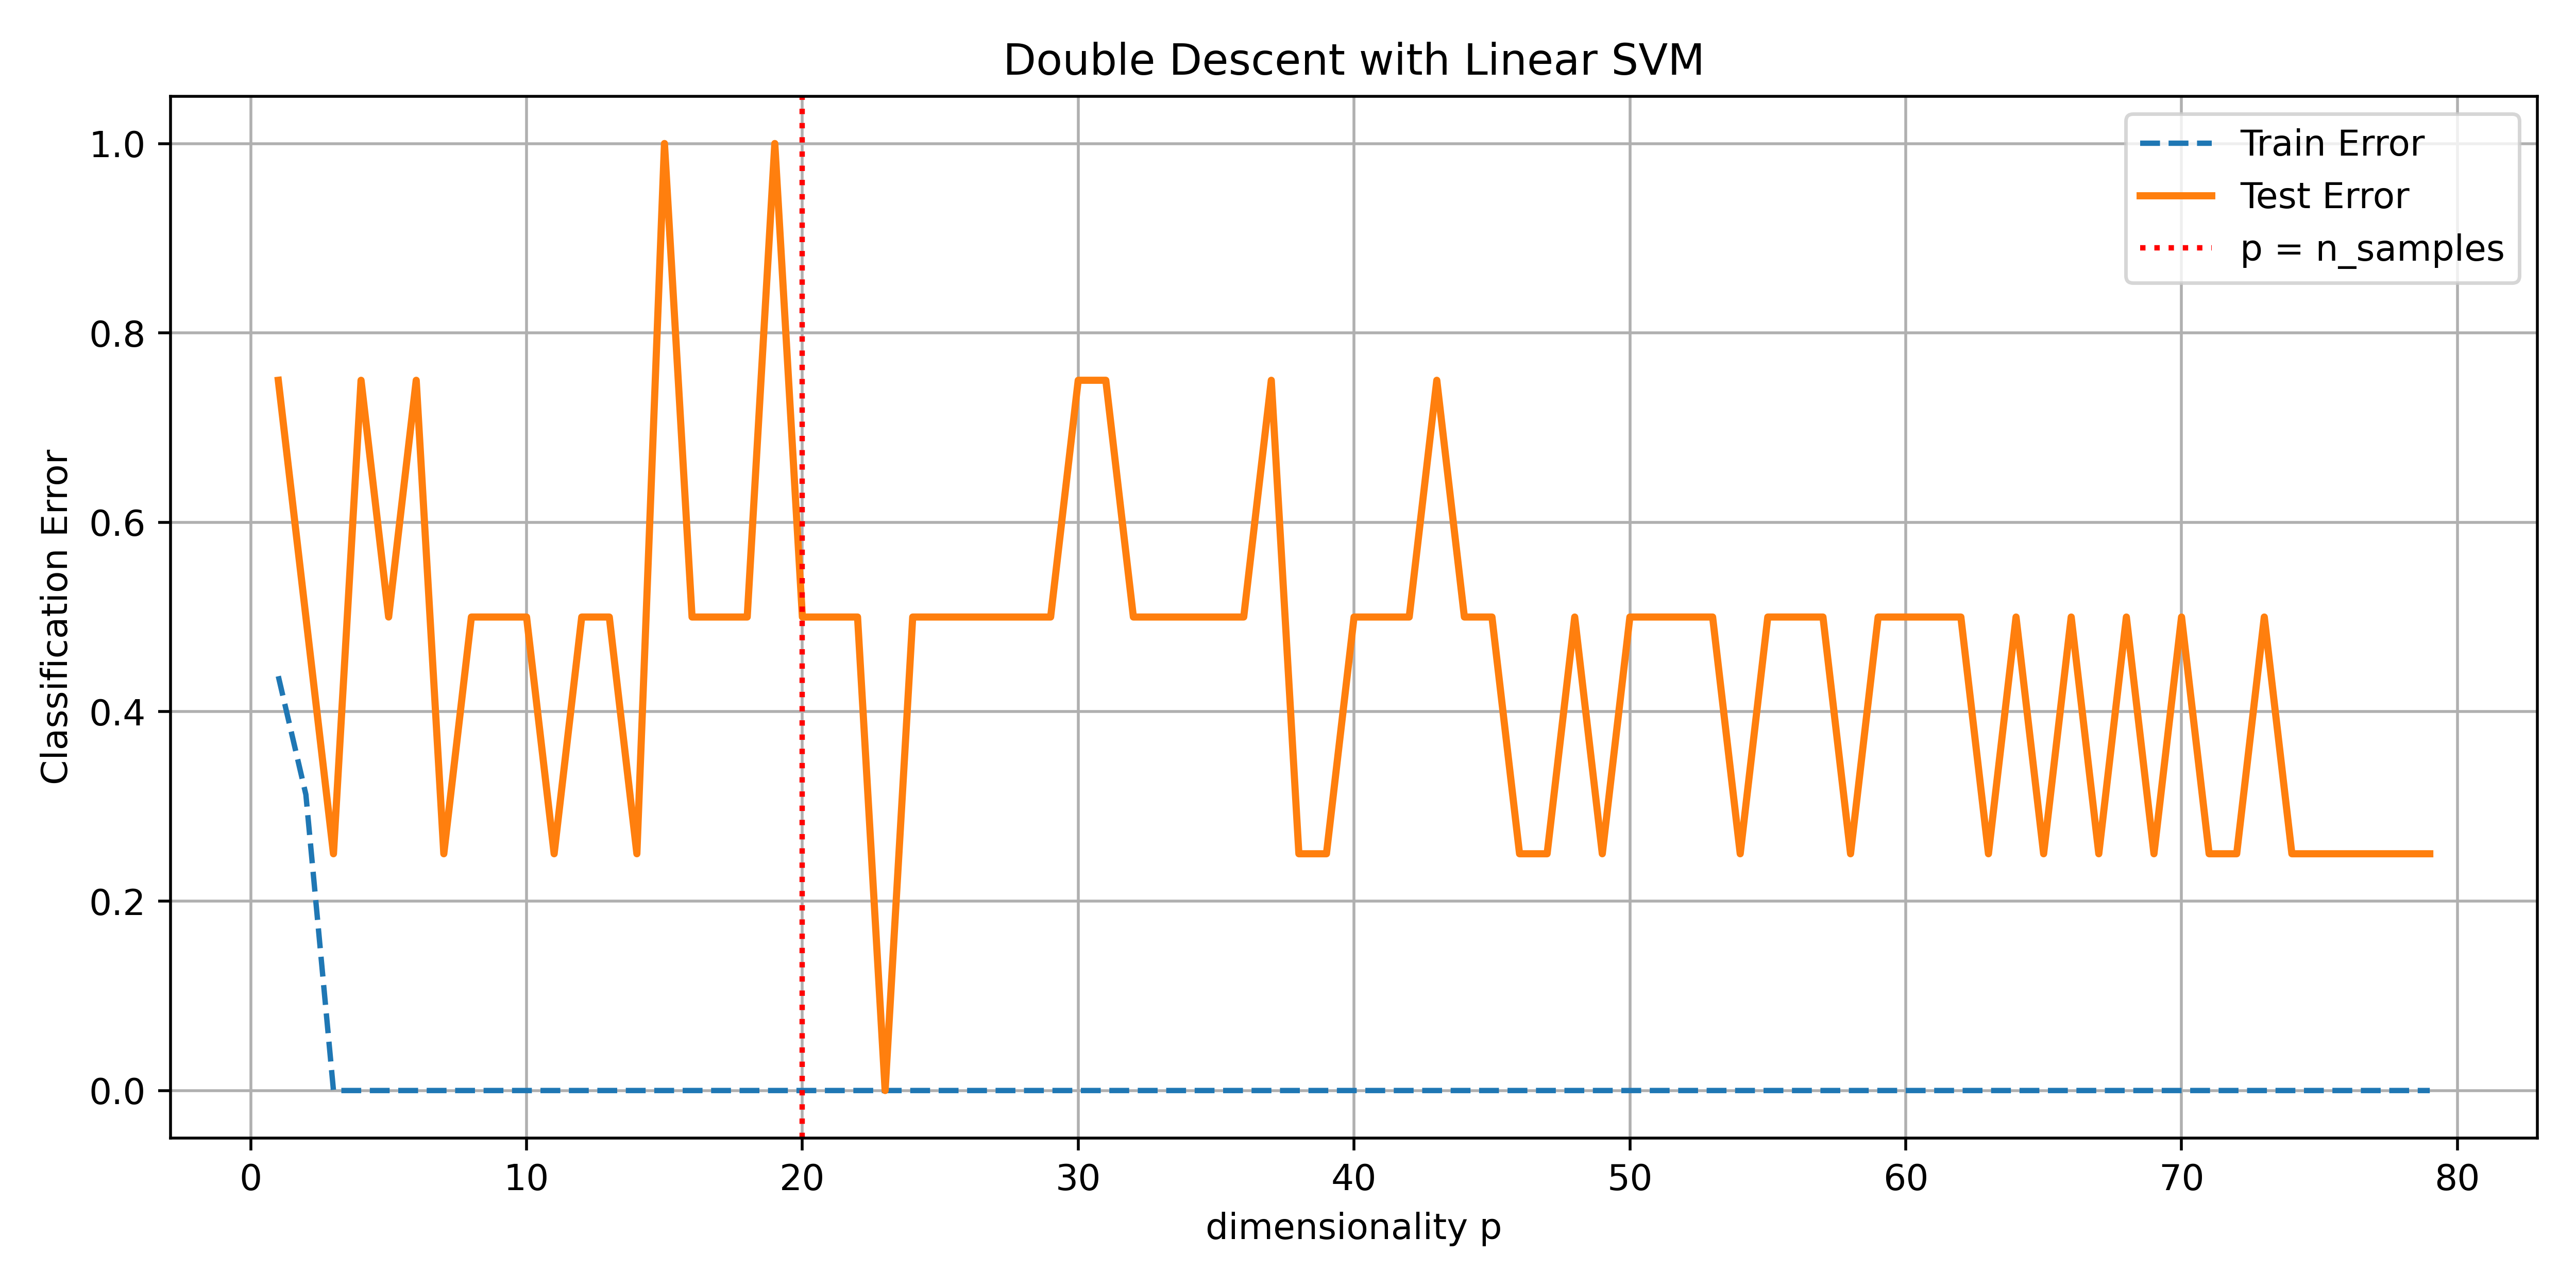 Double Descent with Linear SVM
Train Error
Test Error
p = n_samples
Classification Error
1.0
0.8
0.6
0.4
0.2
0.0
0 10 20 30 40 50 60 70 80
dimensionality p